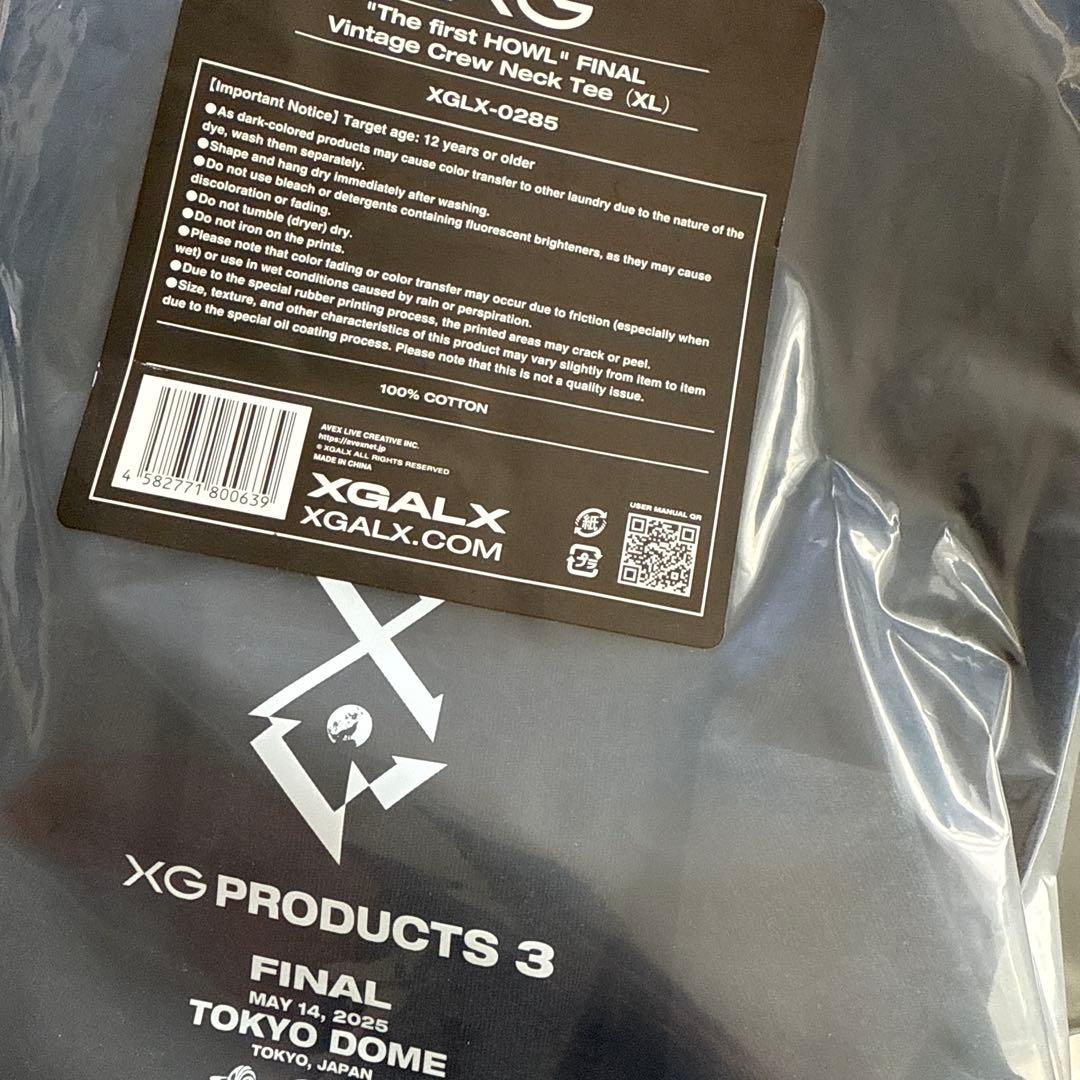 XG
"The first HOWL" FINAL
Vintage Crew Neck Tee (XL)
XGLX-0285
【Important Notice】Target age: 12 years or older
●As dark-colored products may cause color transfer to other laundry due to the nature of the
dye, wash them separately.
●Shape and hang dry immediately after washing.
●Do not use bleach or detergents containing fluorescent brighteners, as they may cause
discoloration or fading.
●Do not tumble (dryer) dry.
●Do not iron on the prints.
●Please note that color fading or color transfer may occur due to friction (especially when
wet) or use in wet conditions caused by rain or perspiration.
●Due to the special rubber printing process, the printed areas may crack or peel.
●Size, texture, and other characteristics of this product may vary slightly from item to item
due to the special oil coating process. Please note that this is not a quality issue.
100% COTTON
4 582771 800639
AVEX LIVE CREATIVE INC.
https://avexnet.jp
© XGALX ALL RIGHTS RESERVED
MADE IN CHINA
XGALX
XGALX.COM
紙
プラ
USER MANUAL QR
XG PRODUCTS 3
FINAL
MAY 14, 2025
TOKYO DOME
TOKYO, JAPAN